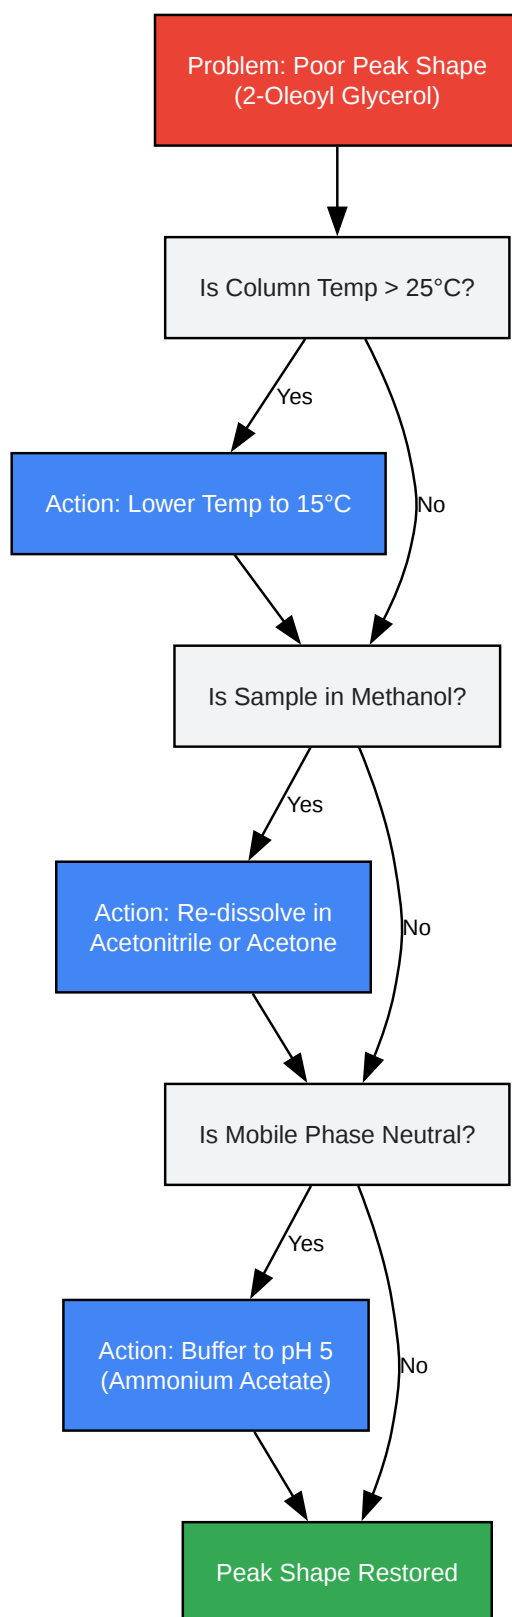 Problem: Poor Peak Shape
(2-Oleoyl Glycerol)
Is Column Temp > 25°C?
Yes
Action: Lower Temp to 15°C
No
Is Sample in Methanol?
Yes
Action: Re-dissolve in
Acetonitrile or Acetone
No
Is Mobile Phase Neutral?
Yes
Action: Buffer to pH 5
(Ammonium Acetate)
No
Peak Shape Restored